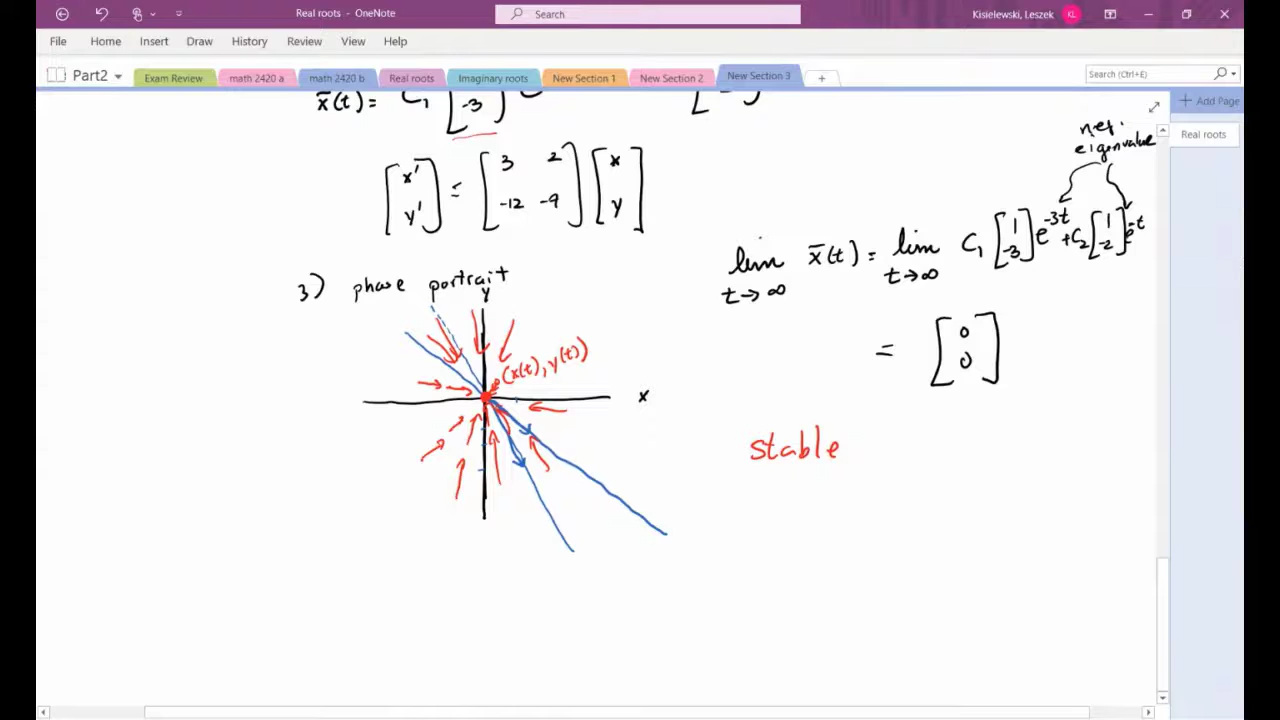 Real roots - OneNote
Search
Kisielewski, Leszek
KL
File Home Insert Draw History Review View Help
Part2
Exam Review
math 2420 a
math 2420 b
Real roots
Imaginary roots
New Section 1
New Section 2
New Section 3
+
Search (Ctrl+E)
+ Add Page
Real roots
x̄(t) = C₁ [-3]
[x' y'] = [3 2 -12 -9] [x y]
neg.
eigenvalue
lim t→∞ x̄(t) = lim t→∞ C₁ [1 -3] e^-3t + C₂ [1 -2] e^-t
= [0 0]
3) phase portrait
y
(x(t), y(t))
x
stable